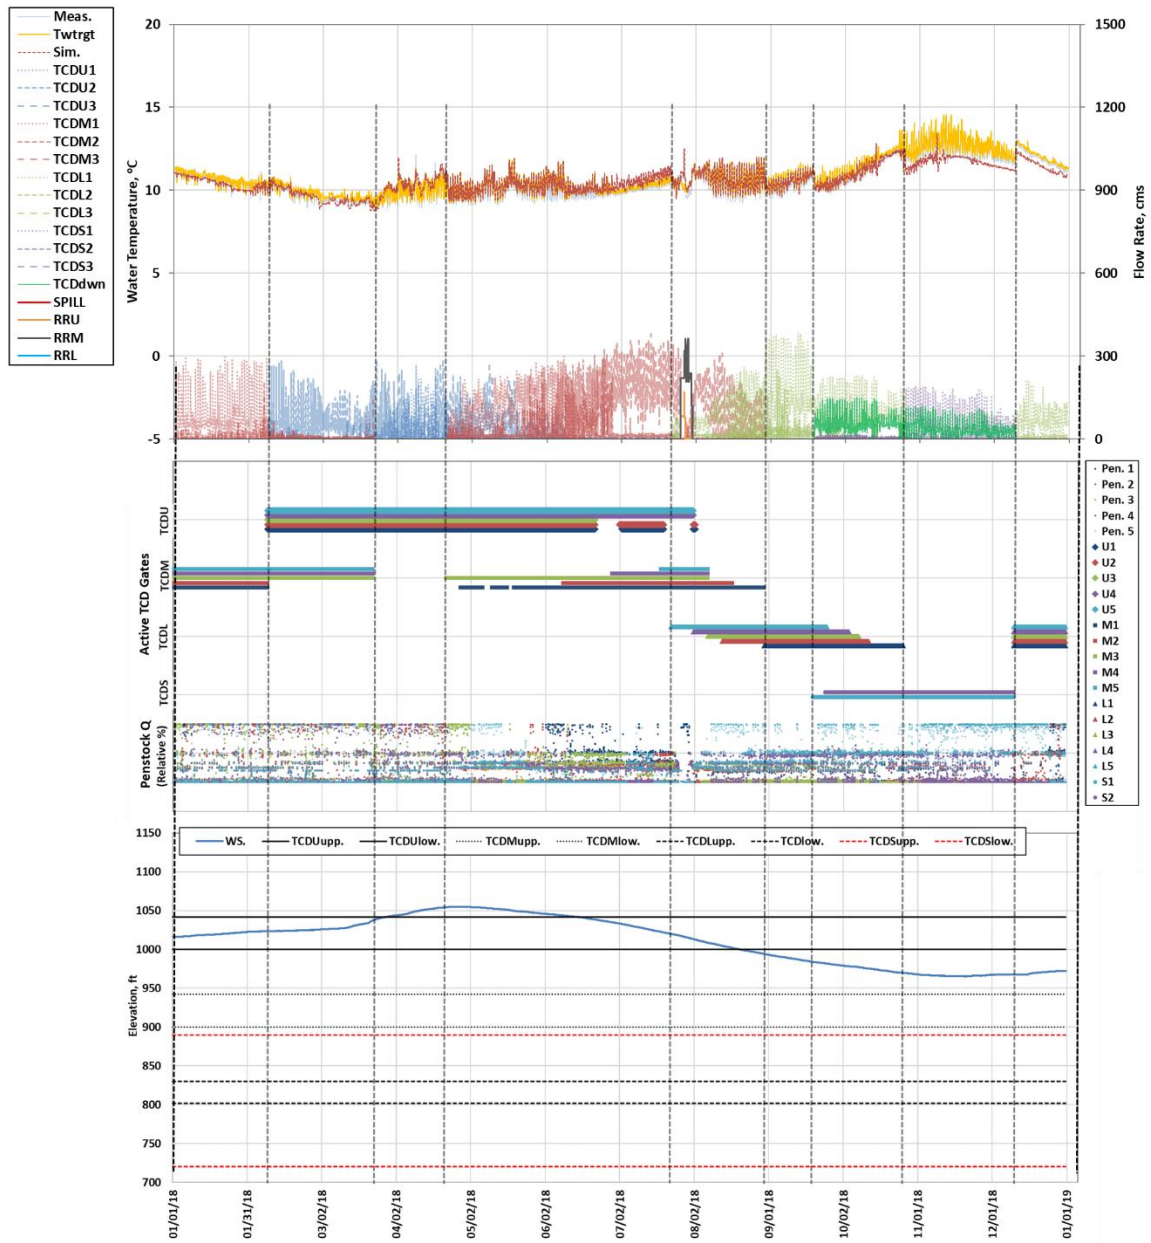 Meas.
Twtrgt
Sim.
TCDU1
TCDU2
TCDU3
TCDM1
TCDM2
TCDM3
TCDL1
TCDL2
TCDL3
TCDS1
TCDS2
TCDS3
TCDdwn
SPILL
RRU
RRM
RRL
Water Temperature, °C
20
15
10
5
0
-5
Flow Rate, cms
1500
1200
900
600
300
0
Active TCD Gates
TCDU
TCDM
TCDL
TCDS
Penstock Q
(Relative %)
Pen. 1
Pen. 2
Pen. 3
Pen. 4
Pen. 5
U1
U2
U3
U4
U5
M1
M2
M3
M4
M5
L1
L2
L3
L4
L5
S1
S2
WS.
TCDUupp.
TCDUlow.
TCDMupp.
TCDMlow.
TCDLupp.
TCDlow.
TCDSupp.
TCDSlow.
Elevation, ft
1150
1100
1050
1000
950
900
850
800
750
700
01/01/18
01/31/18
03/02/18
04/02/18
05/02/18
06/02/18
07/02/18
08/02/18
09/01/18
10/02/18
11/01/18
12/02/18
01/01/19